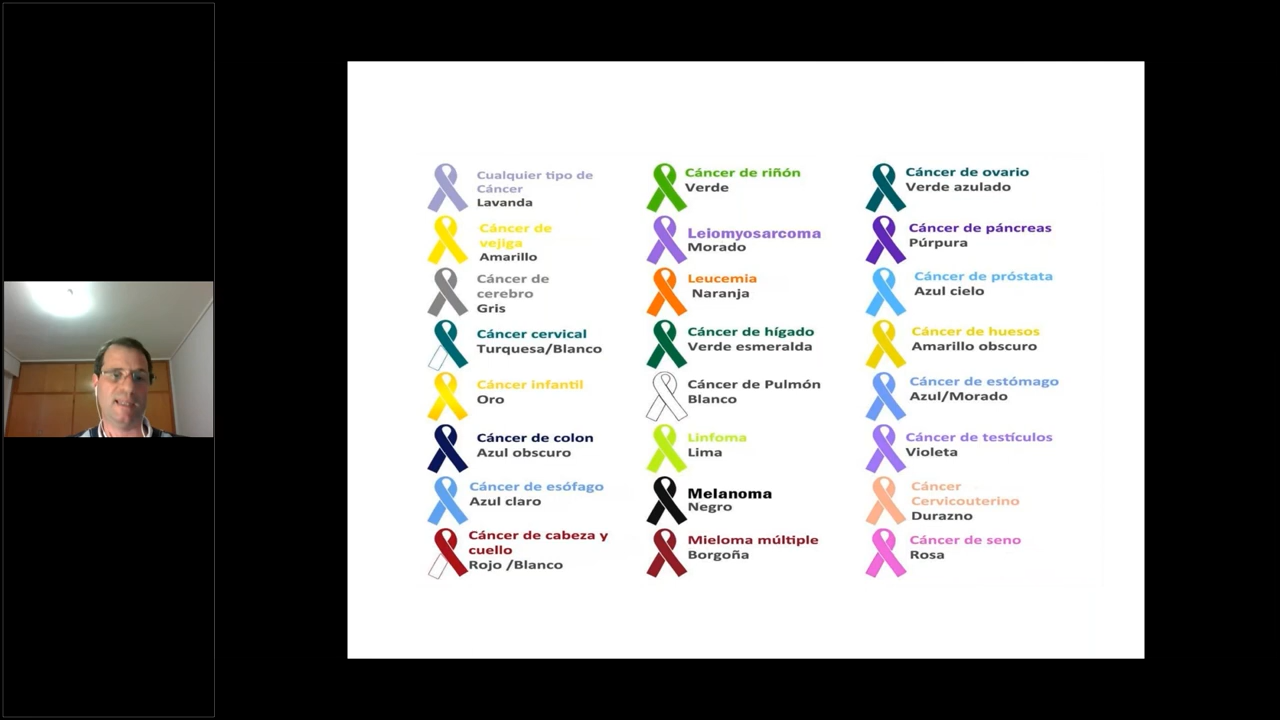 Cualquier tipo de
Cáncer
Lavanda
Cáncer de
vejiga
Amarillo
Cáncer de
cerebro
Gris
Cáncer cervical
Turquesa/Blanco
Cáncer infantil
Oro
Cáncer de colon
Azul obscuro
Cáncer de esófago
Azul claro
Cáncer de cabeza y
cuello
Rojo /Blanco
Cáncer de riñón
Verde
Leiomyosarcoma
Morado
Leucemia
Naranja
Cáncer de hígado
Verde esmeralda
Cáncer de Pulmón
Blanco
Linfoma
Lima
Melanoma
Negro
Mieloma múltiple
Borgoña
Cáncer de ovario
Verde azulado
Cáncer de páncreas
Púrpura
Cáncer de próstata
Azul cielo
Cáncer de huesos
Amarillo obscuro
Cáncer de estómago
Azul/Morado
Cáncer de testículos
Violeta
Cáncer
Cervicouterino
Durazno
Cáncer de seno
Rosa